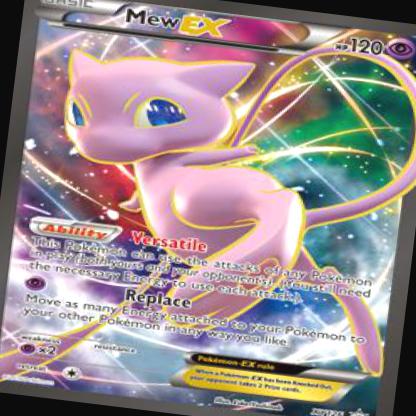 BASIC
Mew EX
HP 120
Ability Versatile
This Pokémon can use the attacks of any Pokémon
in play (both yours and your opponent's). (You still need
the necessary Energy to use each attack.)
Replace
Move as many Energy attached to your Pokémon to
your other Pokémon in any way you like.
weakness
×2
resistance
retreat
Pokémon-EX rule
When a Pokémon-EX has been Knocked Out,
your opponent takes 2 Prize cards.